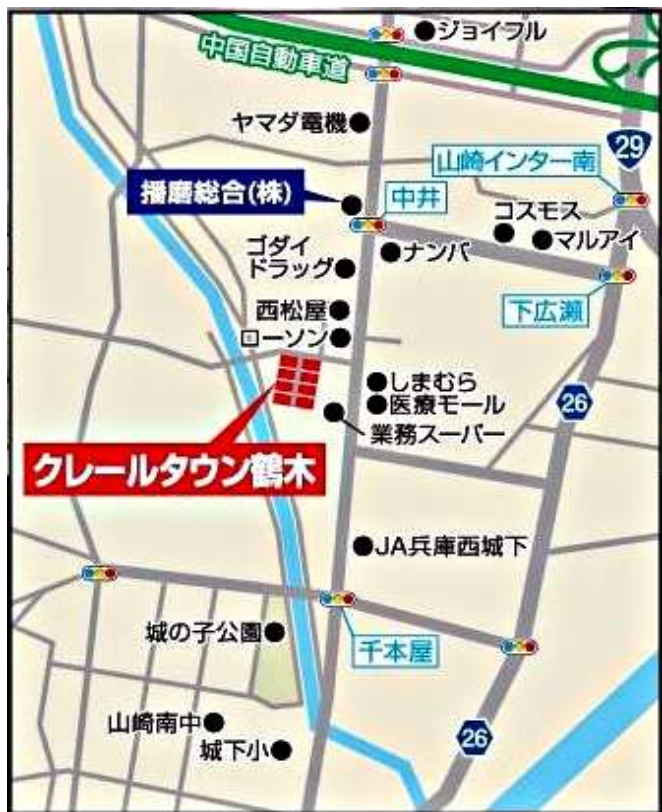 ジョイフル
中国自動車道
ヤマダ電機
29
山崎インター南
播磨総合(株)
中井
コスモス
マルアイ
ナンバ
ゴダイ
ドラッグ
西松屋
下広瀬
ローソン
しまむら
医療モール
26
業務スーパー
クレールタウン鶴木
JA兵庫西城下
城の子公園
千本屋
山崎南中
26
城下小